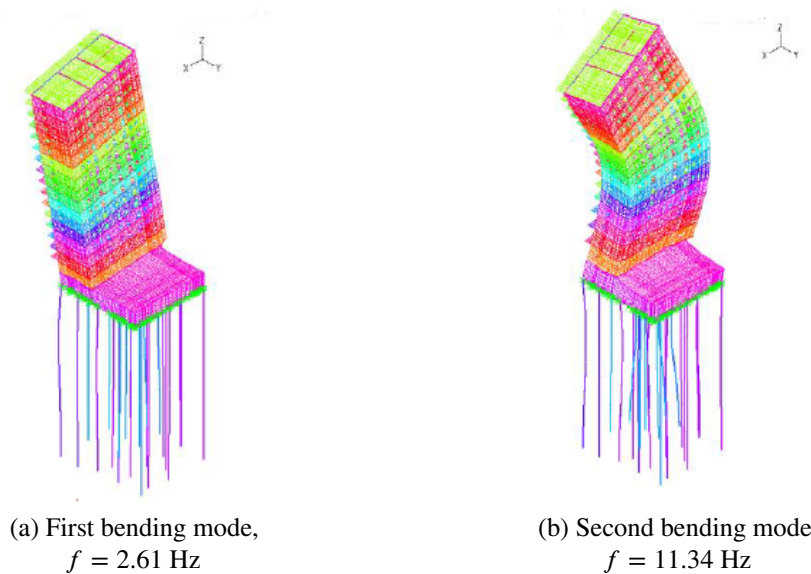 Z
X
Y
Z
X
Y
(a) First bending mode,
f = 2.61 Hz
(b) Second bending mode
f = 11.34 Hz